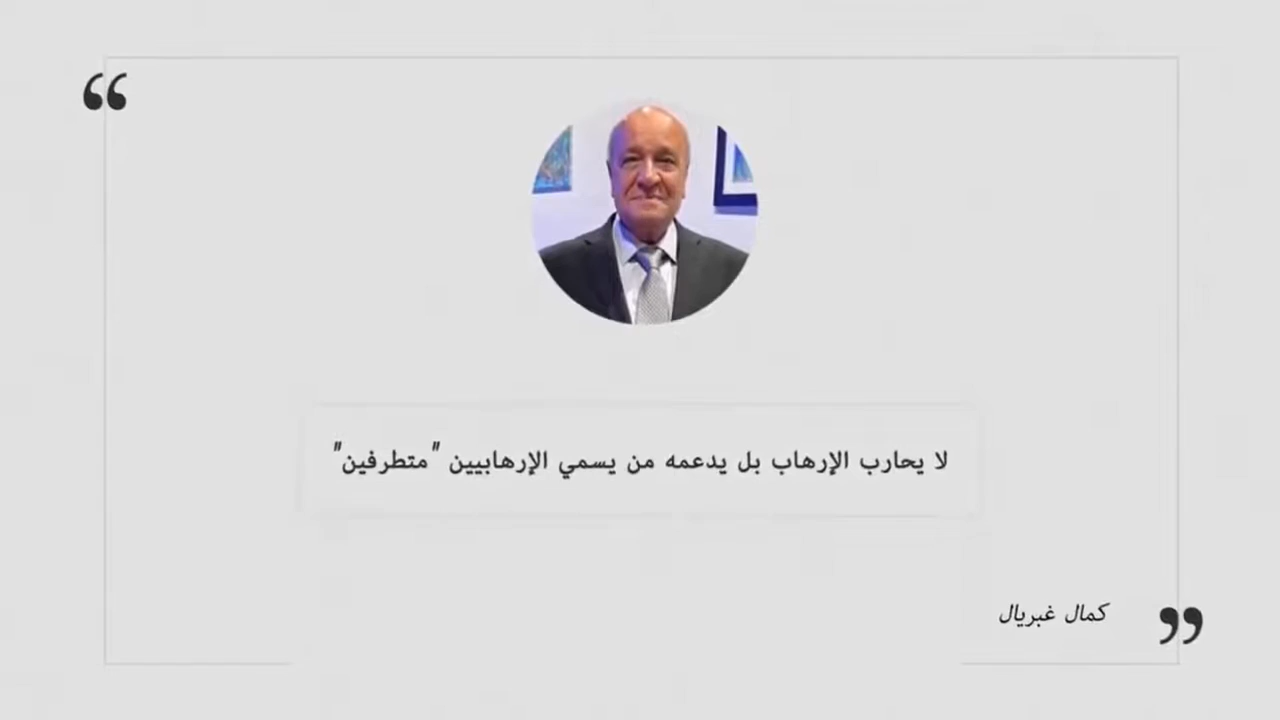 لا يحارب الإرهاب بل يدعمه من يسمي الإرهابيين "متطرفين"
كمال غبريال